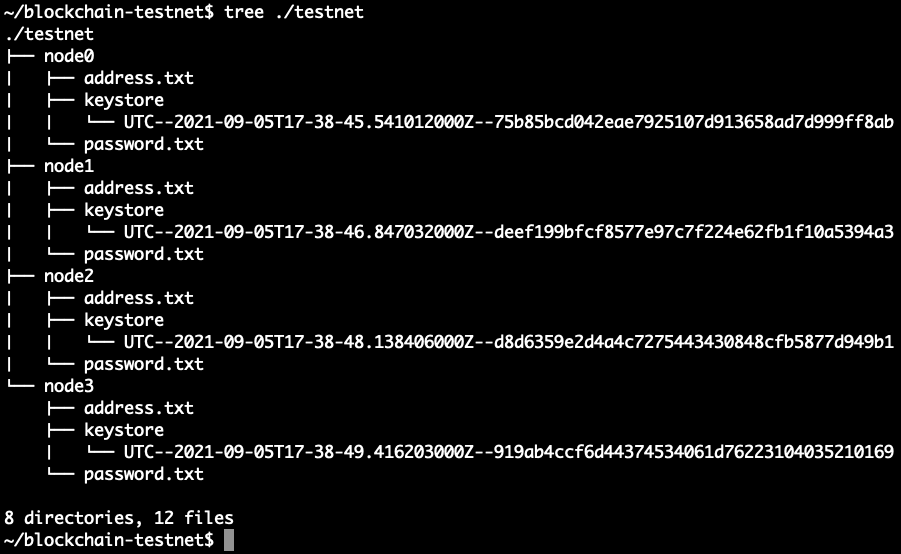 ~/blockchain-testnet$ tree ./testnet
./testnet
├── node0
│   ├── address.txt
│   ├── keystore
│   │   └── UTC--2021-09-05T17-38-45.541012000Z--75b85bcd042eae7925107d913658ad7d999ff8ab
│   └── password.txt
├── node1
│   ├── address.txt
│   ├── keystore
│   │   └── UTC--2021-09-05T17-38-46.847032000Z--deef199bfcf8577e97c7f224e62fb1f10a5394a3
│   └── password.txt
├── node2
│   ├── address.txt
│   ├── keystore
│   │   └── UTC--2021-09-05T17-38-48.138406000Z--d8d6359e2d4a4c7275443430848cfb5877d949b1
│   └── password.txt
└── node3
    ├── address.txt
    ├── keystore
    │   └── UTC--2021-09-05T17-38-49.416203000Z--919ab4ccf6d44374534061d76223104035210169
    └── password.txt

8 directories, 12 files
~/blockchain-testnet$